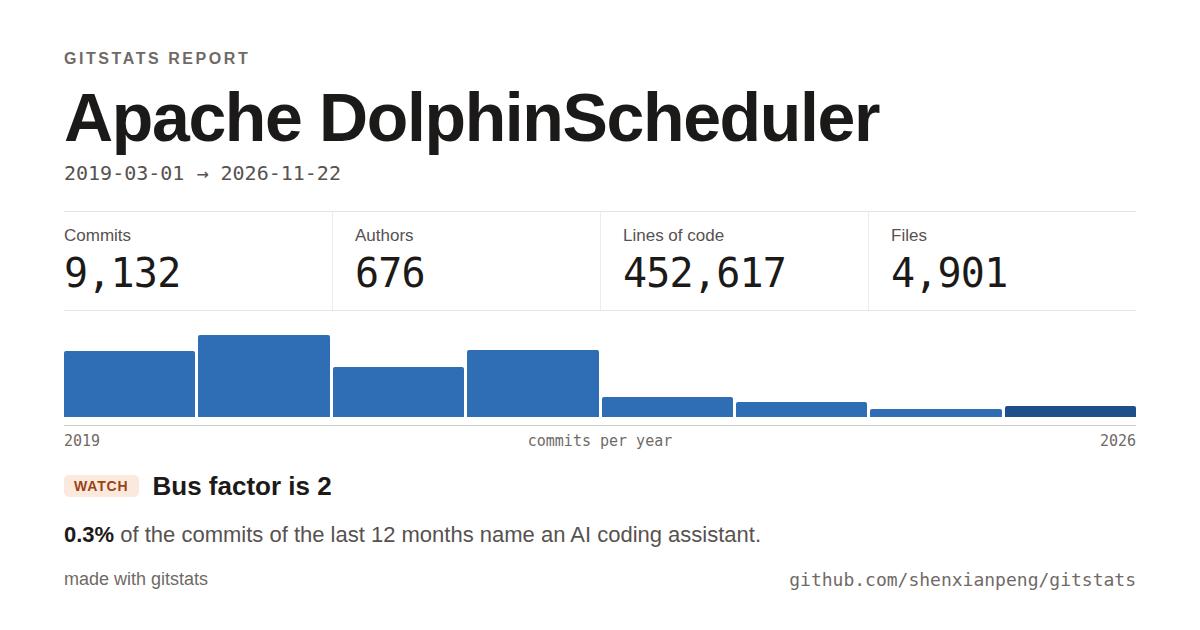 GITSTATS REPORT
Apache DolphinScheduler
2019-03-01 → 2026-11-22
Commits
9,132
Authors
676
Lines of code
452,617
Files
4,901
2019
commits per year
2026
WATCH Bus factor is 2
0.3% of the commits of the last 12 months name an AI coding assistant.
made with gitstats
github.com/shenxianpeng/gitstats